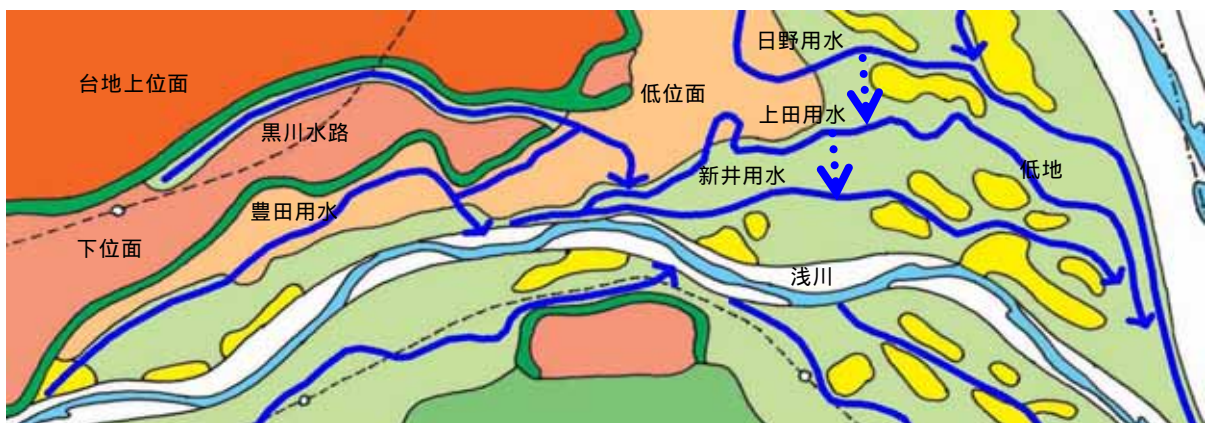 日野用水
台地上位面
低位面
上田用水
黒川水路
新井用水
低地
豊田用水
下位面
浅川